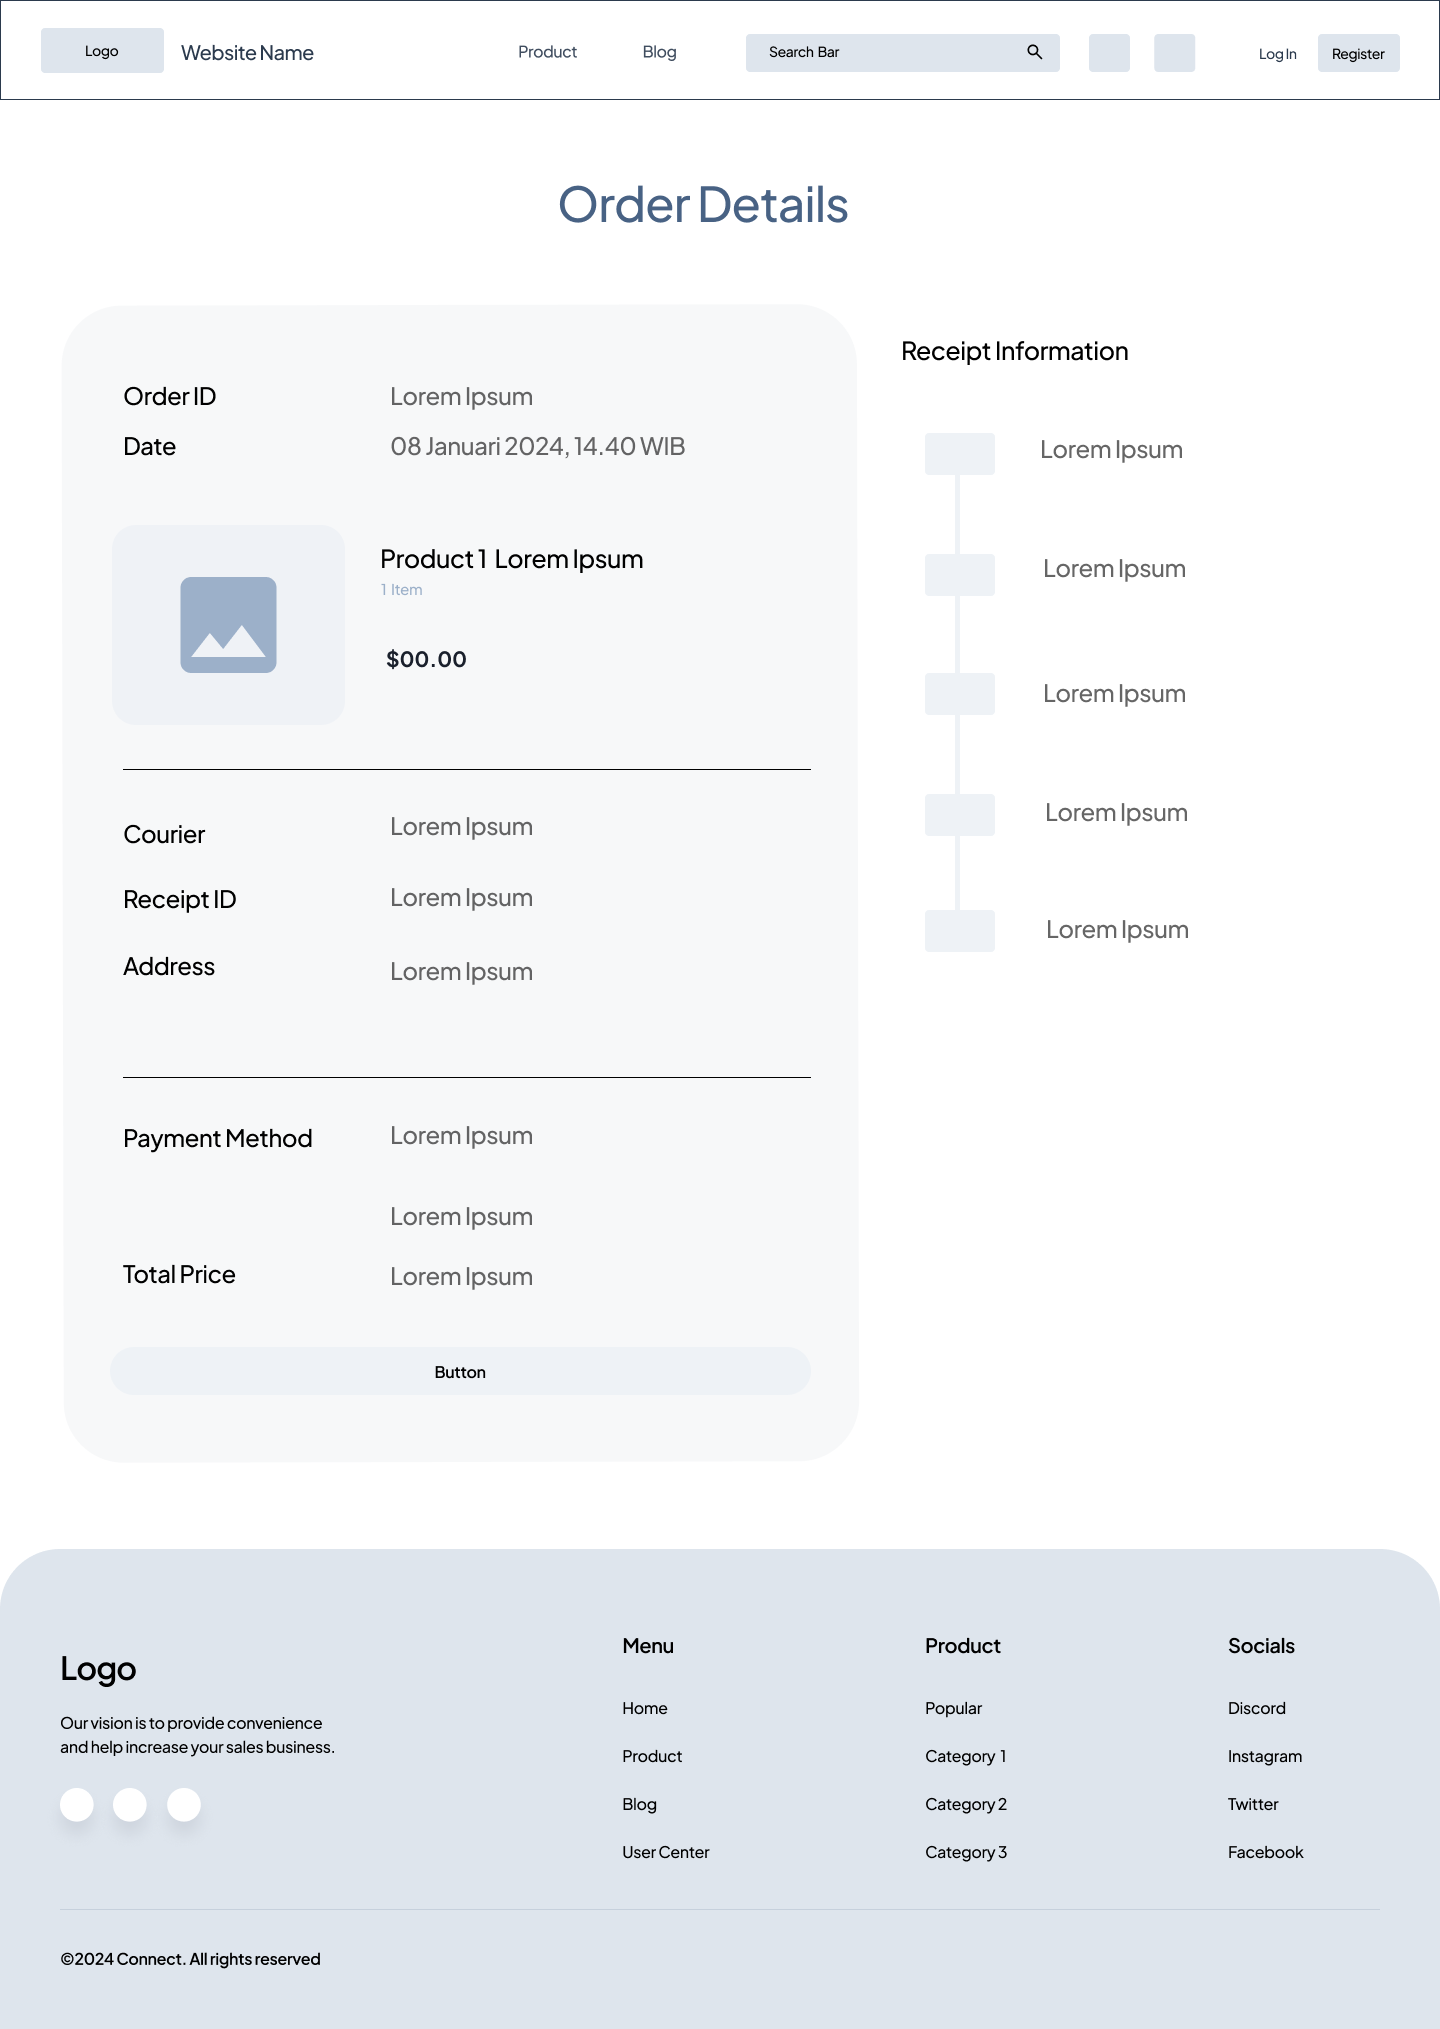 Logo
Website Name
Product
Blog
Search Bar
Log In
Register
Order Details
Order ID
Lorem Ipsum
Date
08 Januari 2024, 14.40 WIB
Product 1 Lorem Ipsum
1 Item
$00.00
Courier
Lorem Ipsum
Receipt ID
Lorem Ipsum
Address
Lorem Ipsum
Payment Method
Lorem Ipsum
Lorem Ipsum
Total Price
Lorem Ipsum
Button
Receipt Information
Lorem Ipsum
Lorem Ipsum
Lorem Ipsum
Lorem Ipsum
Lorem Ipsum
Logo
Our vision is to provide convenience
and help increase your sales business.
Menu
Home
Product
Blog
User Center
Product
Popular
Category 1
Category 2
Category 3
Socials
Discord
Instagram
Twitter
Facebook
©2024 Connect. All rights reserved